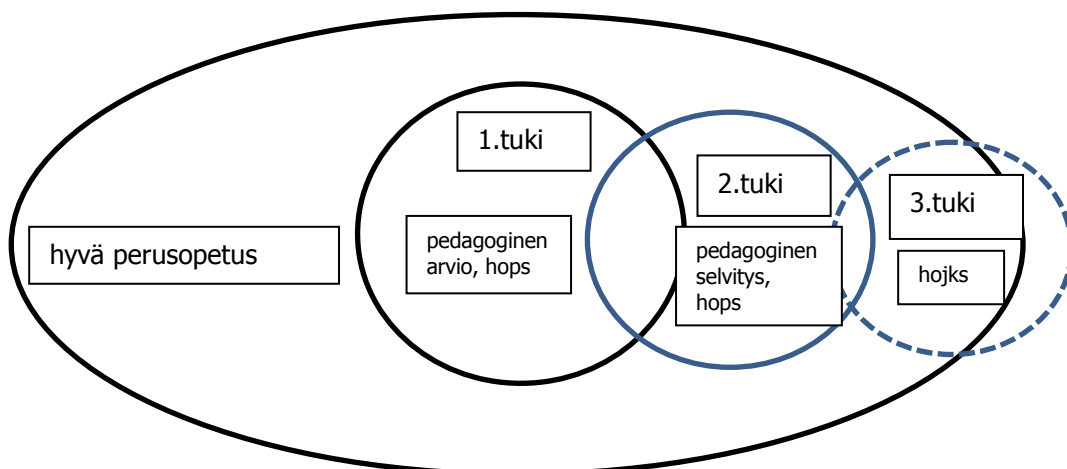 1.tuki
2.tuki
3.tuki
hyvä perusopetus
pedagoginen
arvio, hops
pedagoginen
selvitys,
hops
hojks